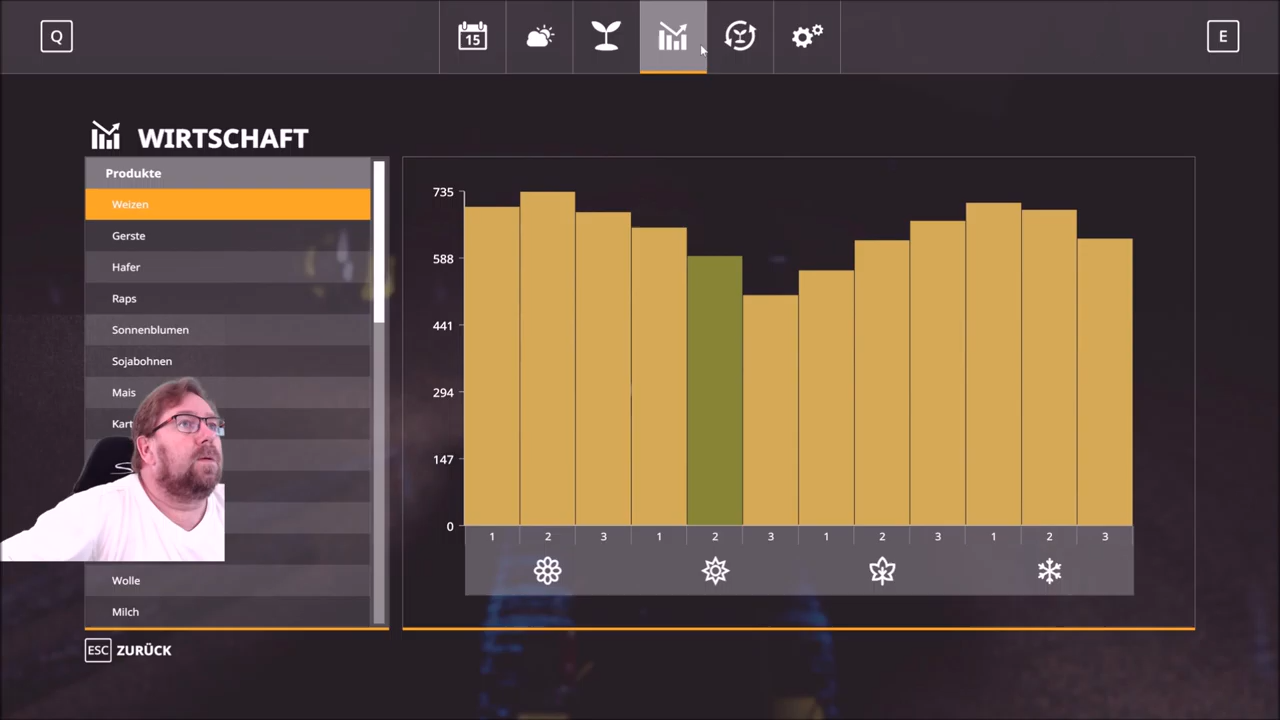 Q
15
E
WIRTSCHAFT
Produkte
Weizen
Gerste
Hafer
Raps
Sonnenblumen
Sojabohnen
Mais
Kart
Wolle
Milch
735
588
441
294
147
0
1 2 3 1 2 3 1 2 3 1 2 3
ESC ZURÜCK